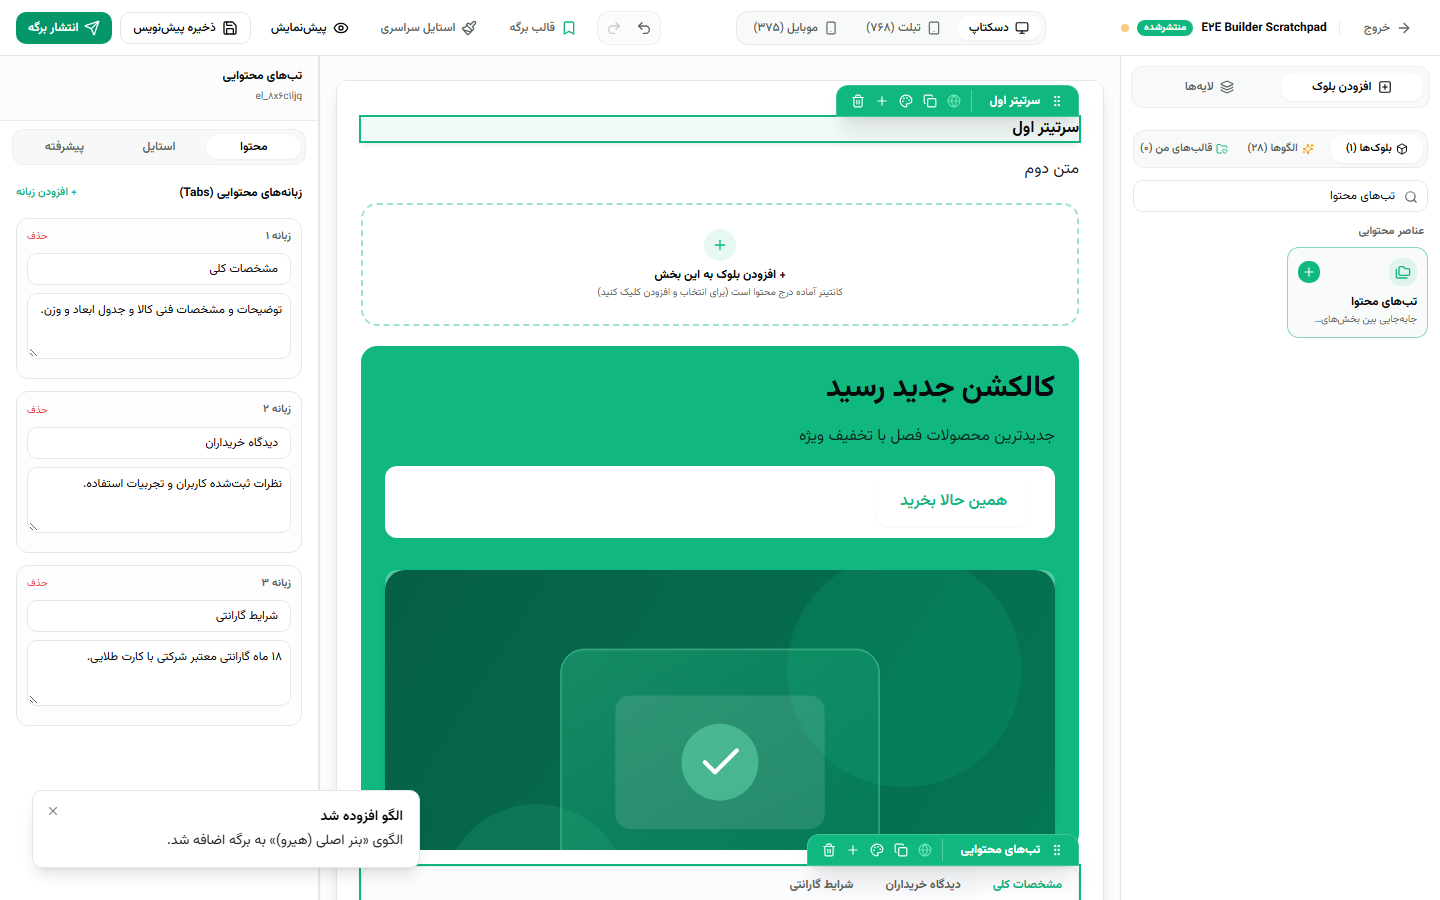 خروج
E۲E Builder Scratchpad
منتشرشده
دسکتاپ
تبلت (۷۶۸)
موبایل (۳۷۵)
قالب برگه
استایل سراسری
پیش‌نمایش
ذخیره پیش‌نویس
انتشار برگه
افزودن بلوک
لایه‌ها
بلوک‌ها (۱)
الگوها (۲۸)
قالب‌های من (۰)
تب‌های محتوا
عناصر محتوایی
تب‌های محتوا
جابه‌جایی بین بخش‌های...
سرتیتر اول
سرتیتر اول
متن دوم
+ افزودن بلوک به این بخش
کانتینر آماده درج محتوا است (برای انتخاب و افزودن کلیک کنید)
کالکشن جدید رسید
جدیدترین محصولات فصل با تخفیف ویژه
همین حالا بخرید
تب‌های محتوایی
مشخصات کلی
دیدگاه خریداران
شرایط گارانتی
تب‌های محتوایی
el_۸x۶c۱ljq
محتوا
استایل
پیشرفته
زبانه‌های محتوایی (Tabs)
+ افزودن زبانه
زبانه ۱
حذف
مشخصات کلی
توضیحات و مشخصات فنی کالا و جدول ابعاد و وزن.
زبانه ۲
حذف
دیدگاه خریداران
نظرات ثبت‌شده کاربران و تجربیات استفاده.
زبانه ۳
حذف
شرایط گارانتی
۱۸ ماه گارانتی معتبر شرکتی با کارت طلایی.
الگو افزوده شد
الگوی «بنر اصلی (هیرو)» به برگه اضافه شد.